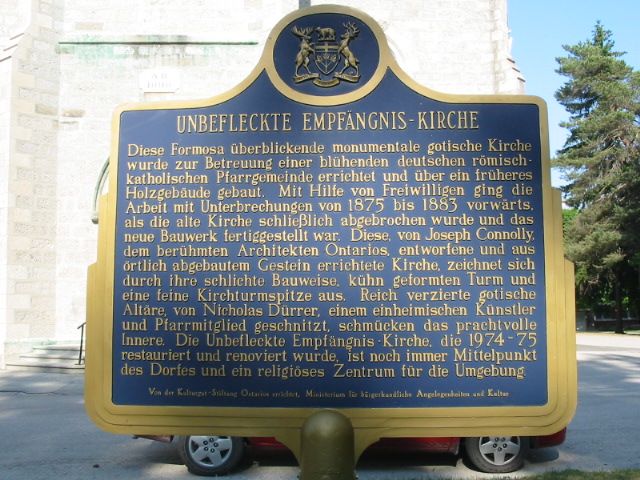 UNBEFLECKTE EMPFÄNGNIS-KIRCHE
Diese Formosa überblickende monumentale gotische Kirche
wurde zur Betreuung einer blühenden deutschen römisch-
katholischen Pfarrgemeinde errichtet und über ein früheres
Holzgebäude gebaut. Mit Hilfe von Freiwilligen ging die
Arbeit mit Unterbrechungen von 1875 bis 1883 vorwärts,
als die alte Kirche schließlich abgebrochen wurde und das
neue Bauwerk fertiggestellt war. Diese, von Joseph Connolly,
dem berühmten Architekten Ontarios, entworfene und aus
örtlich abgebautem Gestein errichtete Kirche, zeichnet sich
durch ihre schlichte Bauweise, kühn geformten Turm und
eine feine Kirchturmspitze aus. Reich verzierte gotische
Altäre, von Nicholas Dürrer, einem einheimischen Künstler
und Pfarrmitglied geschnitzt, schmücken das prachtvolle
Innere. Die Unbefleckte Empfängnis-Kirche, die 1974-75
restauriert und renoviert wurde, ist noch immer Mittelpunkt
des Dorfes und ein religiöses Zentrum für die Umgebung.
Von der Kulturgut-Stiftung Ontarios errichtet, Ministerium für bürgerkundliche Angelegenheiten und Kultur